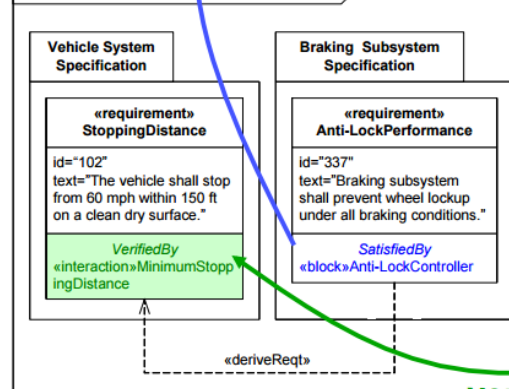 Vehicle System
Specification
Braking Subsystem
Specification
«requirement»
StoppingDistance
id="102"
text="The vehicle shall stop
from 60 mph within 150 ft
on a clean dry surface."
VerifiedBy
«interaction»MinimumStopp
ingDistance
«requirement»
Anti-LockPerformance
id="337"
text="Braking subsystem
shall prevent wheel lockup
under all braking conditions."
SatisfiedBy
«block»Anti-LockController
«deriveReqt»